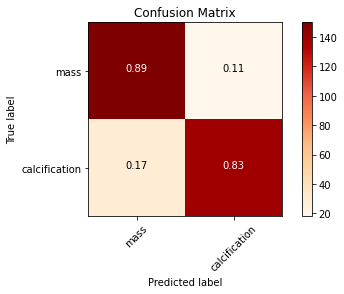 Confusion Matrix
True label
mass
calcification
0.89
0.11
0.17
0.83
mass
calcification
Predicted label
140
120
100
80
60
40
20